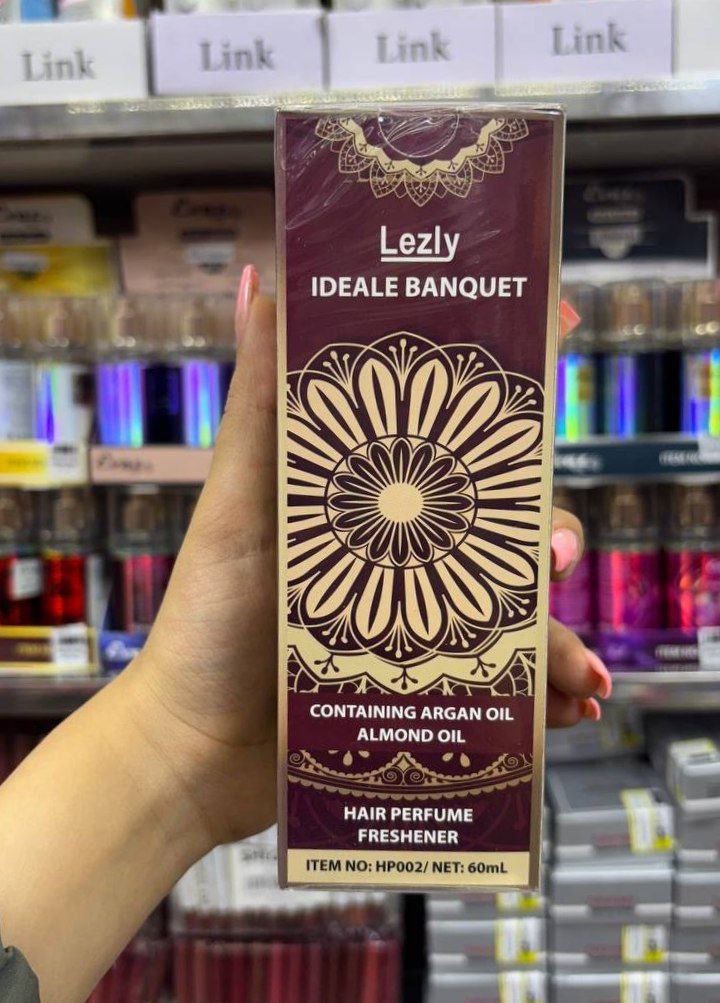 Link
Link
Link
Link
Lezly
IDEALE BANQUET
CONTAINING ARGAN OIL
ALMOND OIL
HAIR PERFUME
FRESHENER
ITEM NO: HP002/ NET: 60mL